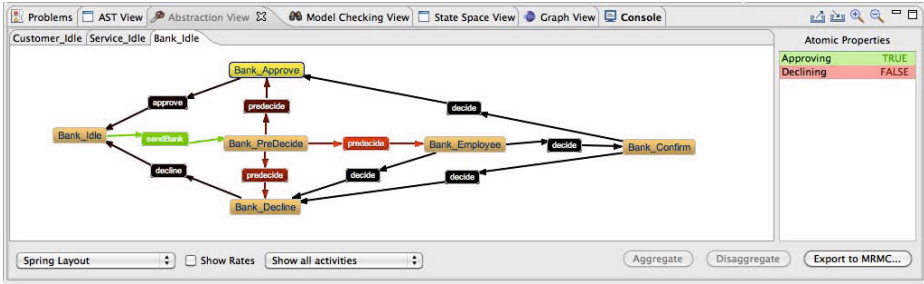 Problems AST View Abstraction View Model Checking View State Space View Graph View Console
Customer_Idle Service_Idle Bank_Idle
Atomic Properties
Approving TRUE
Declining FALSE
Bank_Approve
approve
predecide
decide
Bank_Idle
sendBank
Bank_PreDecide
predecide
Bank_Employee
decide
Bank_Confirm
decline
predecide
decide
decide
Bank_Decline
Spring Layout
Show Rates
Show all activities
Aggregate
Disaggregate
Export to MRMC...